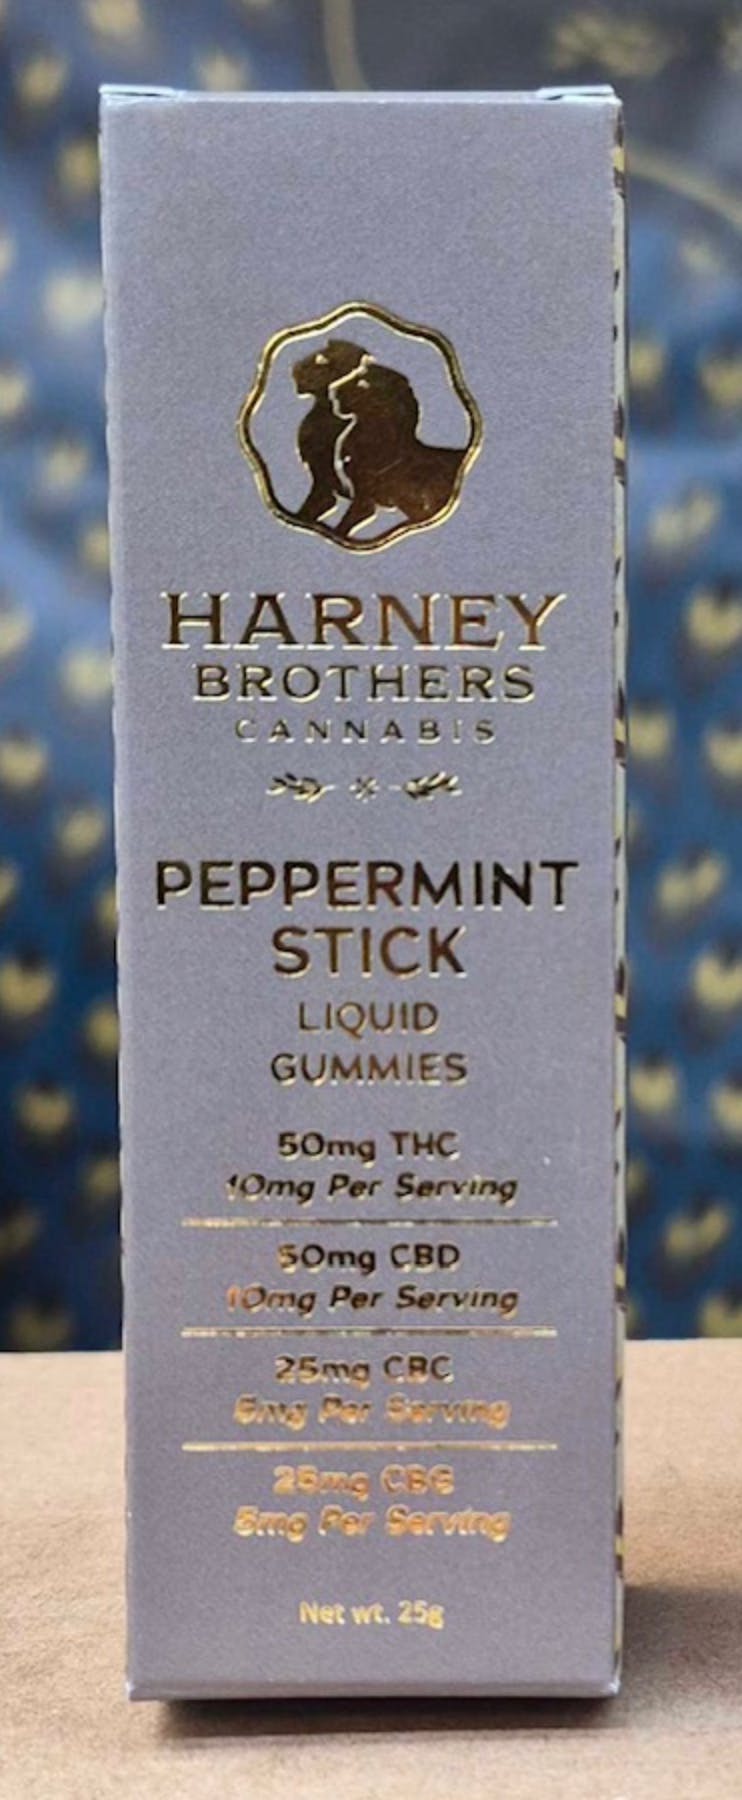 HARNEY
BROTHERS
CANNABIS
PEPPERMINT
STICK
LIQUID
GUMMIES
50mg THC
10mg Per Serving
50mg CBD
10mg Per Serving
25mg CBC
5mg Per Serving
25mg CBG
5mg Per Serving
Net wt. 25g